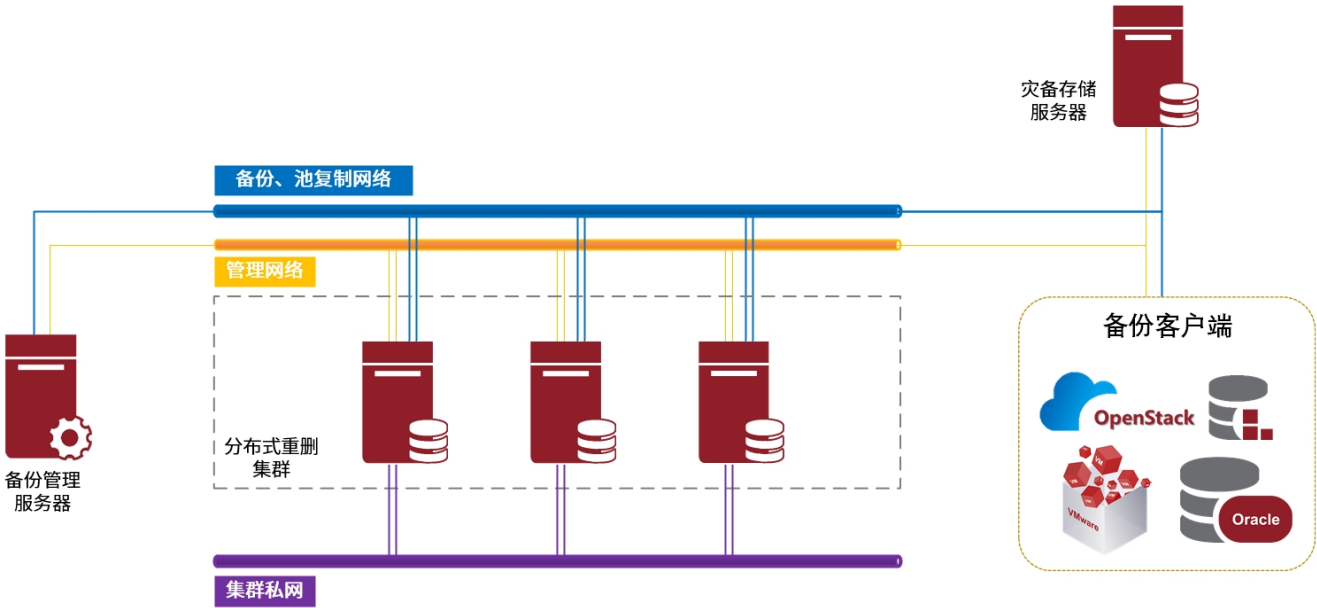 灾备存储
服务器
备份、池复制网络
管理网络
备份客户端
OpenStack
分布式重删
集群
备份管理
服务器
VM
VMware
Oracle
集群私网